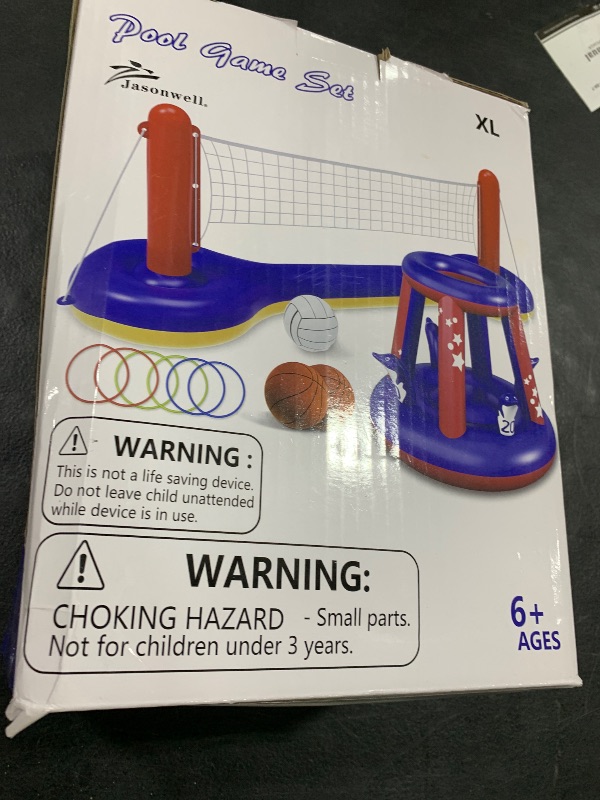 Pool Game Set
Jasonwell®
XL
20
WARNING :
This is not a life saving device.
Do not leave child unattended
while device is in use.
WARNING:
CHOKING HAZARD - Small parts.
Not for children under 3 years.
6+
AGES